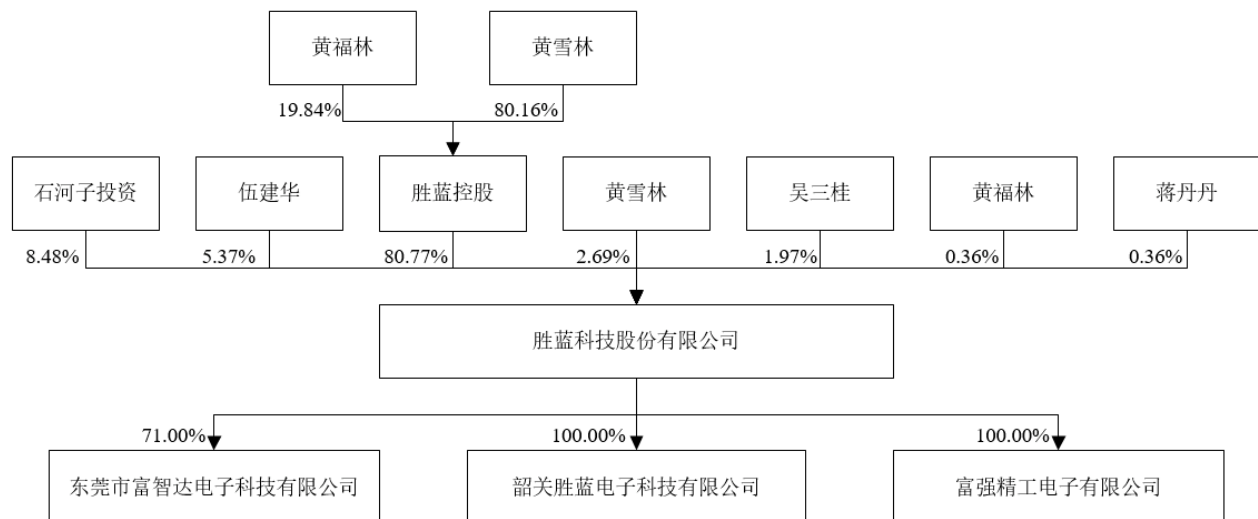 黄福林
黄雪林
19.84%
80.16%
石河子投资
伍建华
胜蓝控股
黄雪林
吴三桂
黄福林
蒋丹丹
8.48%
5.37%
80.77%
2.69%
1.97%
0.36%
0.36%
胜蓝科技股份有限公司
71.00%
100.00%
100.00%
东莞市富智达电子科技有限公司
韶关胜蓝电子科技有限公司
富强精工电子有限公司